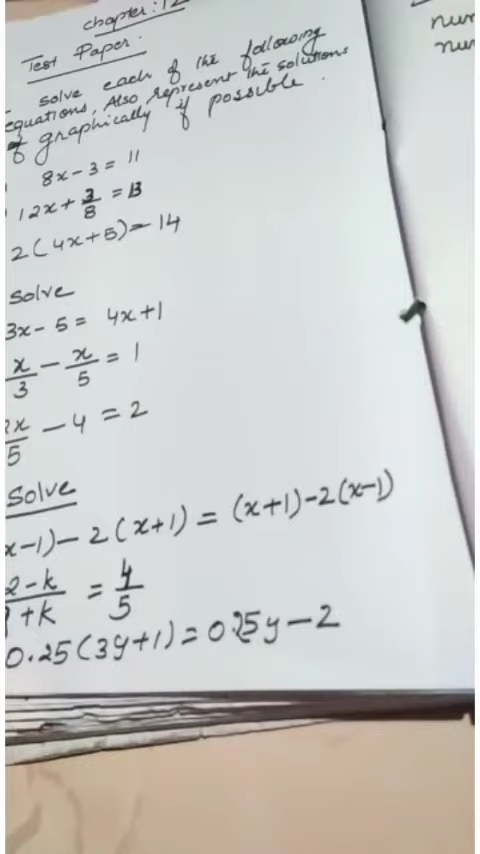 Chapter: 12
Test Paper.
solve each of the following
equations, Also represent the solutions
graphically if possible.
8x-3 = 11
12x+3/8 = 13
2(4x+5)=14
Solve
3x-5 = 4x+1
x/3 - x/5 = 1
x/5 - 4 = 2
Solve
x-1)-2(x+1) = (x+1)-2(x-1)
2-k/+k = 4/5
0.25(3y+1)=0.25y-2
num
num